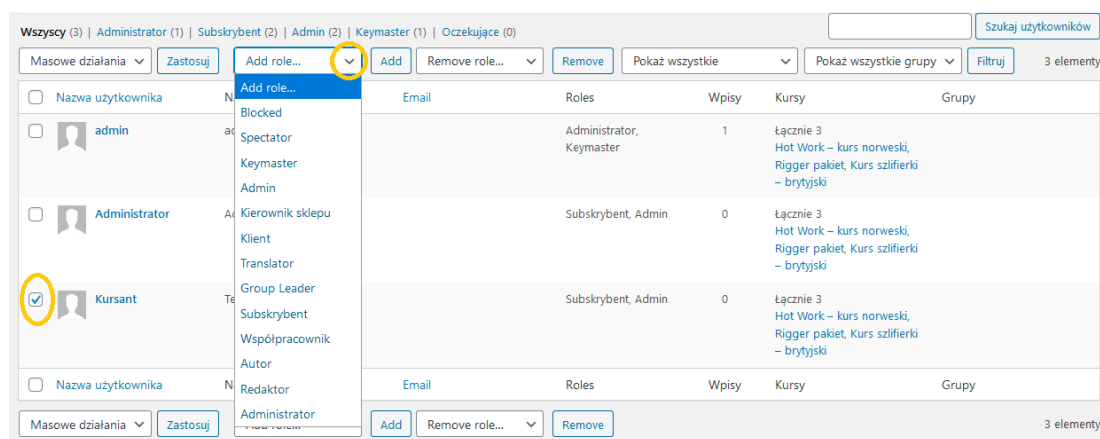 Wszyscy (3) | Administrator (1) | Subskrybent (2) | Admin (2) | Keymaster (1) | Oczekujące (0)
Szukaj użytkowników
Masowe działania Zastosuj Add role... Add Remove role... Remove Pokaż wszystkie Pokaż wszystkie grupy Filtruj 3 elementy
Nazwa użytkownika Email Roles Wpisy Kursy Grupy
Add role...
Blocked
Spectator
Keymaster
Admin
Kierownik sklepu
Klient
Translator
Group Leader
Subskrybent
Współpracownik
Autor
Redaktor
Administrator
admin Administrator, 1 Łącznie 3
Keymaster Hot Work – kurs norweski,
Rigger pakiet, Kurs szlifierki
– brytyjski
Administrator Subskrybent, Admin 0 Łącznie 3
Hot Work – kurs norweski,
Rigger pakiet, Kurs szlifierki
– brytyjski
Kursant Subskrybent, Admin 0 Łącznie 3
Hot Work – kurs norweski,
Rigger pakiet, Kurs szlifierki
– brytyjski
Nazwa użytkownika Email Roles Wpisy Kursy Grupy
Masowe działania Zastosuj Add Remove role... Remove 3 elementy